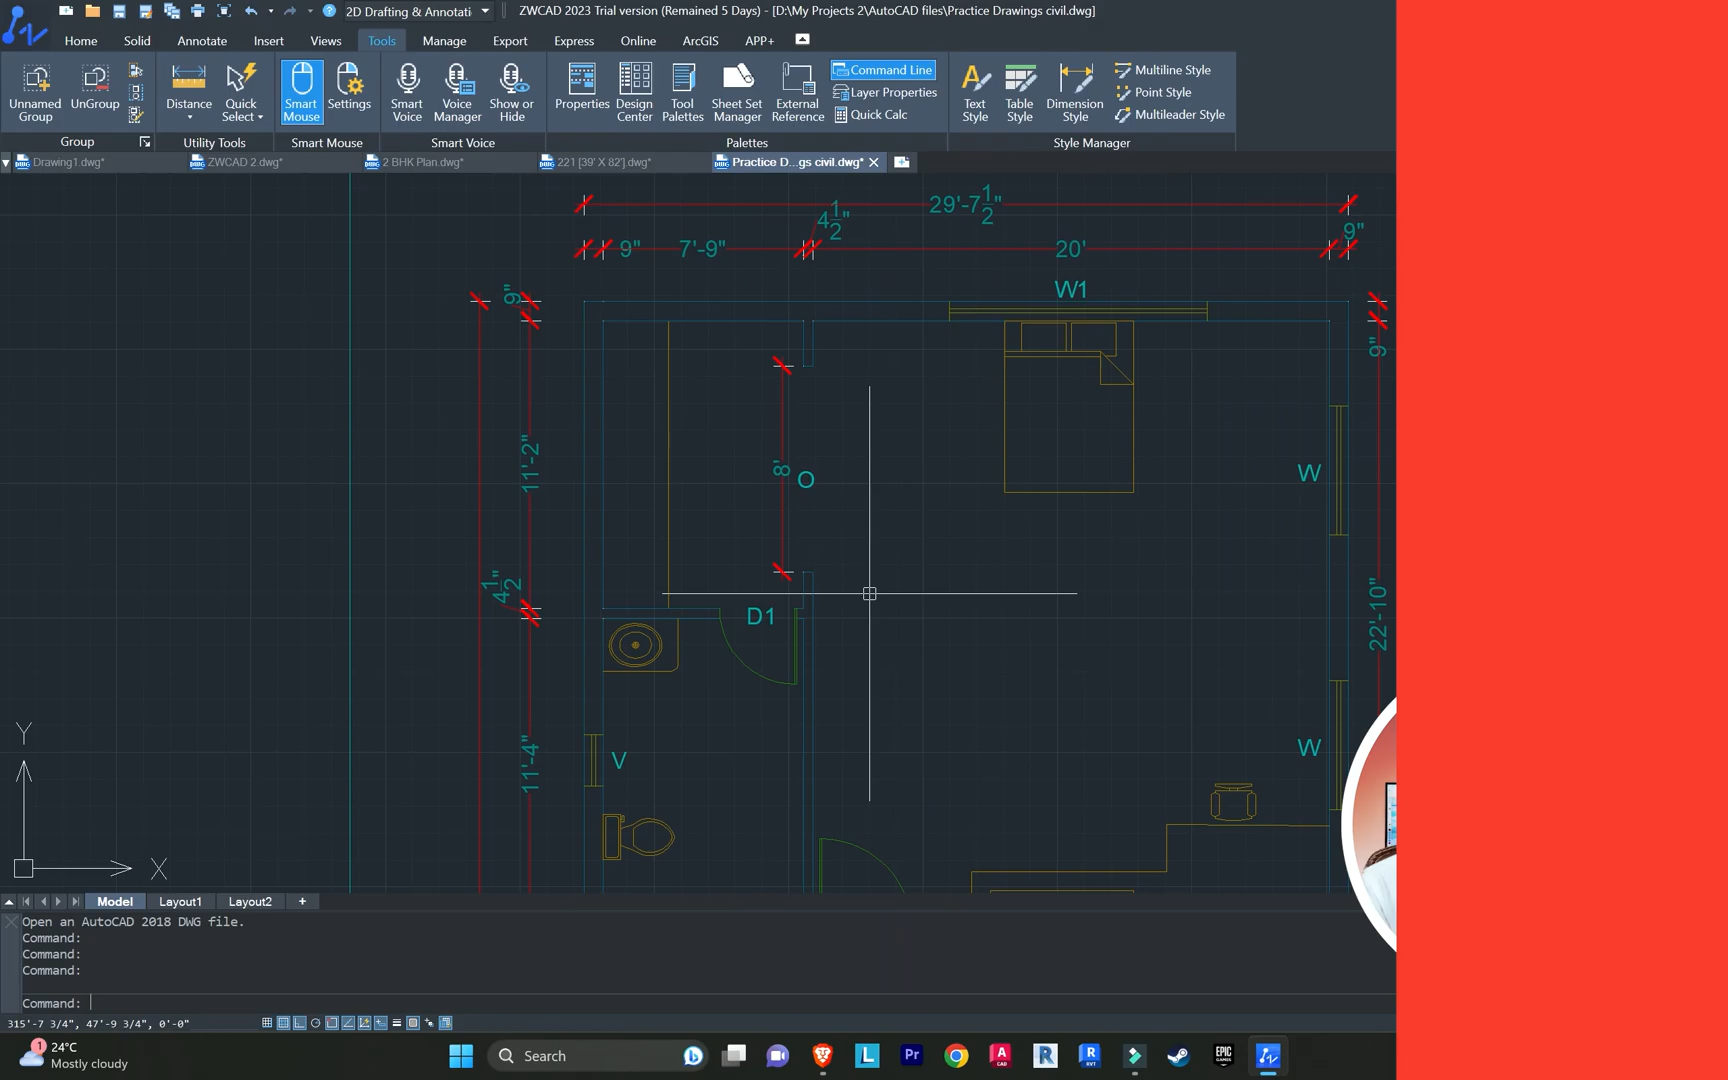 2D Drafting & Annotati
ZWCAD 2023 Trial version (Remained 5 Days) - [D:\My Projects 2\AutoCAD files\Practice Drawings civil.dwg]
Home Solid Annotate Insert Views Tools Manage Export Express Online ArcGIS APP+
Unnamed Group
UnGroup
Distance
Quick Select
Smart Mouse
Settings
Smart Voice
Voice Manager
Show or Hide
Properties
Design Center
Tool Palettes
Sheet Set Manager
External Reference
Command Line
Layer Properties
Quick Calc
Text Style
Table Style
Dimension Style
Multiline Style
Point Style
Multileader Style
Group Utility Tools Smart Mouse Smart Voice Palettes Style Manager
Drawing1.dwg* ZWCAD 2.dwg* 2 BHK Plan.dwg* 221 [39' X 82'].dwg* Practice D...gs civil.dwg*
29'-7 1/2"
4 1/2"
9" 7'-9" 20' 9"
W1
9"
9"
11'-2"
8'
O
W
4 1/2"
D1
22'-10"
11'-4"
V
W
Y
X
Model Layout1 Layout2 +
Open an AutoCAD 2018 DWG file.
Command:
Command:
Command:
Command:
315'-7 3/4", 47'-9 3/4", 0'-0"
1
24°C
Mostly cloudy
Search
L
Pr
A
CAD
R
R
RVT
EPIC
GAMES